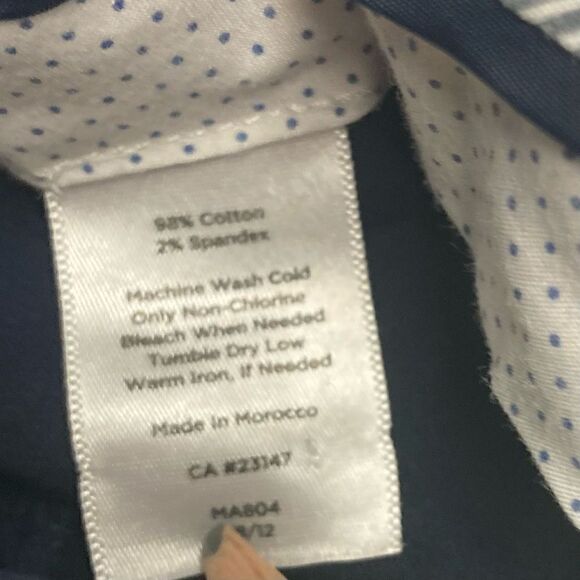 98% Cotton
2% Spandex
Machine Wash Cold
Only Non-Chlorine
Bleach When Needed
Tumble Dry Low
Warm Iron, If Needed
Made in Morocco
CA #23147
MA804
/12